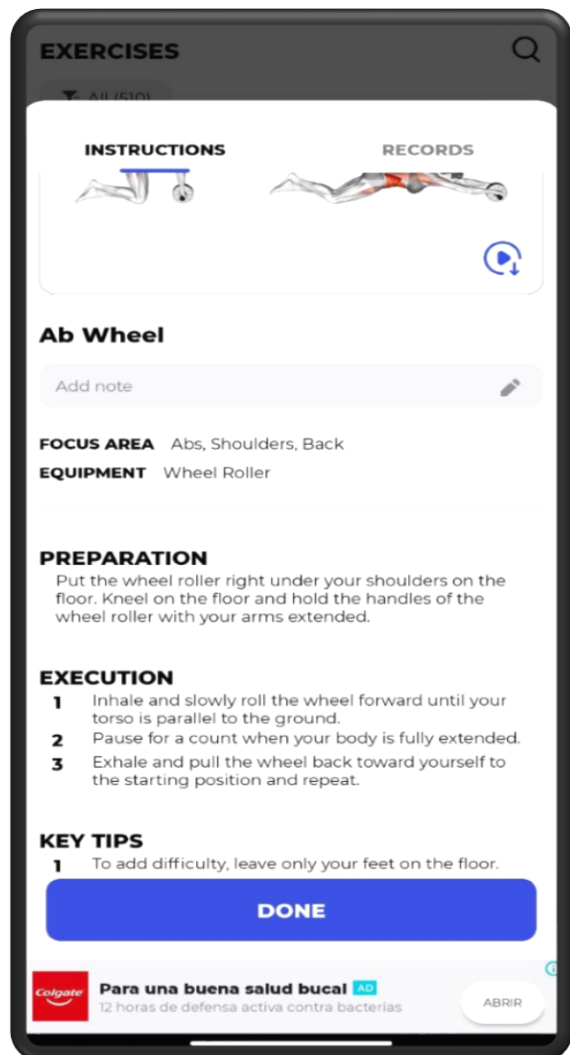 EXERCISES
All (510)
INSTRUCTIONS
RECORDS
Ab Wheel
Add note
FOCUS AREA Abs, Shoulders, Back
EQUIPMENT Wheel Roller
PREPARATION
Put the wheel roller right under your shoulders on the
floor. Kneel on the floor and hold the handles of the
wheel roller with your arms extended.
EXECUTION
1 Inhale and slowly roll the wheel forward until your
torso is parallel to the ground.
2 Pause for a count when your body is fully extended.
3 Exhale and pull the wheel back toward yourself to
the starting position and repeat.
KEY TIPS
1 To add difficulty, leave only your feet on the floor.
DONE
Colgate
Para una buena salud bucal AD
12 horas de defensa activa contra bacterias
ABRIR